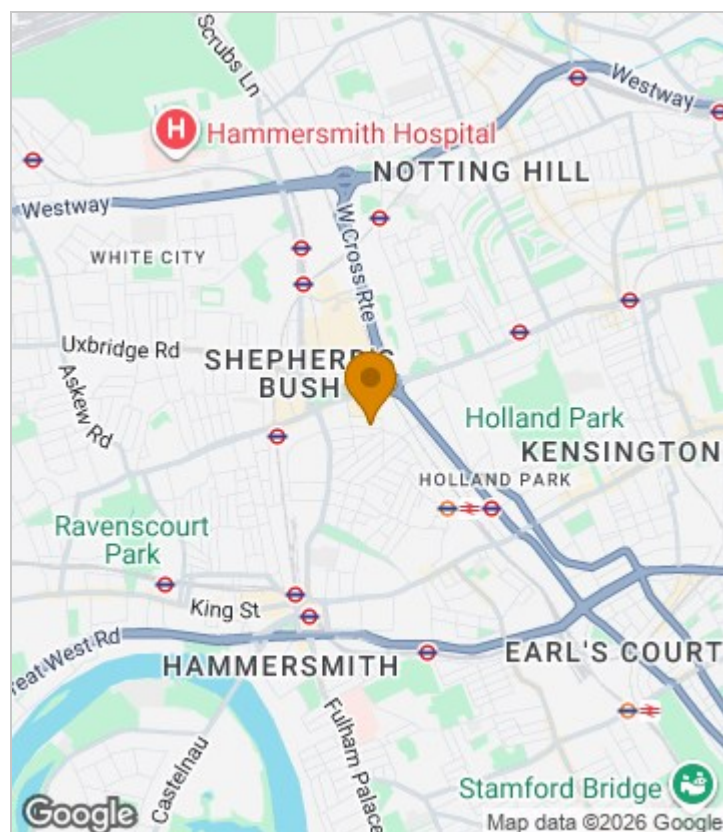 Scrubs Ln
Westway
H
Hammersmith Hospital
NOTTING HILL
Westway
W Cross Rte
WHITE CITY
Uxbridge Rd
SHEPHERD'S
BUSH
Askew Rd
Holland Park
KENSINGTON
HOLLAND PARK
Ravenscourt
Park
King St
reat West Rd
HAMMERSMITH
EARL'S COURT
Fulham Palace
Castelnau
Stamford Bridge
Google
Map data ©2026 Google